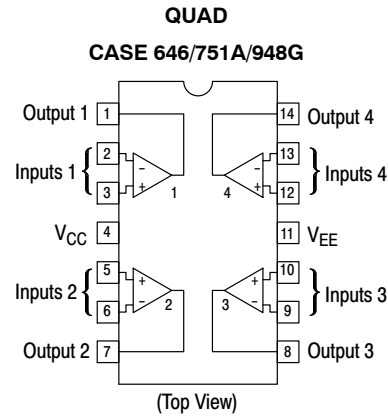 QUAD
CASE 646/751A/948G
Output 1 1 14 Output 4
2 - - 13
Inputs 1 Inputs 4
3 + 1 4 + 12
VCC 4 11 VEE
5 + + 10
Inputs 2 Inputs 3
6 - 2 3 - 9
Output 2 7 8 Output 3
(Top View)